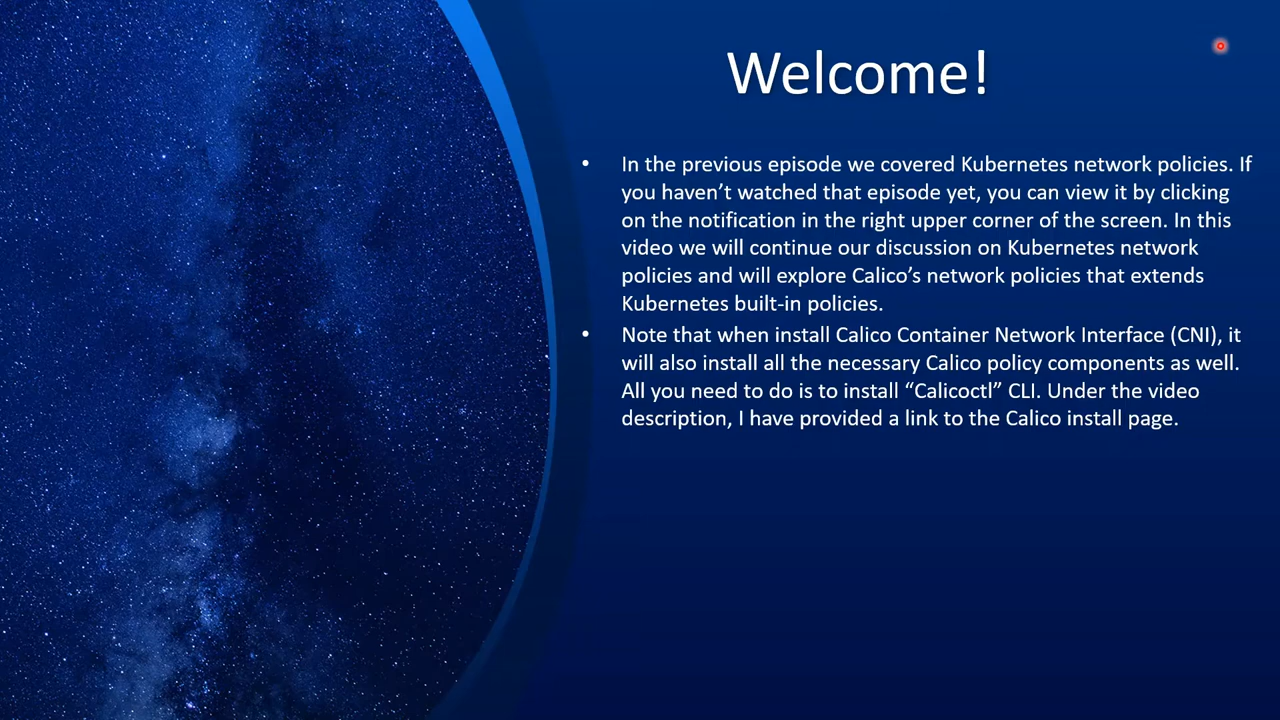 Welcome!
• In the previous episode we covered Kubernetes network policies. If
you haven’t watched that episode yet, you can view it by clicking
on the notification in the right upper corner of the screen. In this
video we will continue our discussion on Kubernetes network
policies and will explore Calico’s network policies that extends
Kubernetes built-in policies.
• Note that when install Calico Container Network Interface (CNI), it
will also install all the necessary Calico policy components as well.
All you need to do is to install “Calicoctl” CLI. Under the video
description, I have provided a link to the Calico install page.